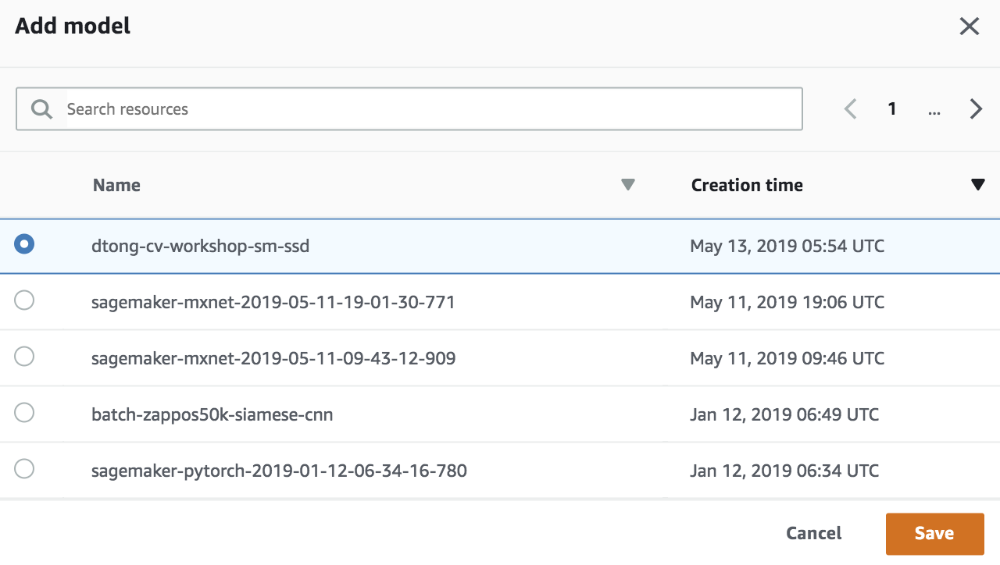 Add model
Search resources
1 ...
Name Creation time
dtong-cv-workshop-sm-ssd May 13, 2019 05:54 UTC
sagemaker-mxnet-2019-05-11-19-01-30-771 May 11, 2019 19:06 UTC
sagemaker-mxnet-2019-05-11-09-43-12-909 May 11, 2019 09:46 UTC
batch-zappos50k-siamese-cnn Jan 12, 2019 06:49 UTC
sagemaker-pytorch-2019-01-12-06-34-16-780 Jan 12, 2019 06:34 UTC
Cancel Save